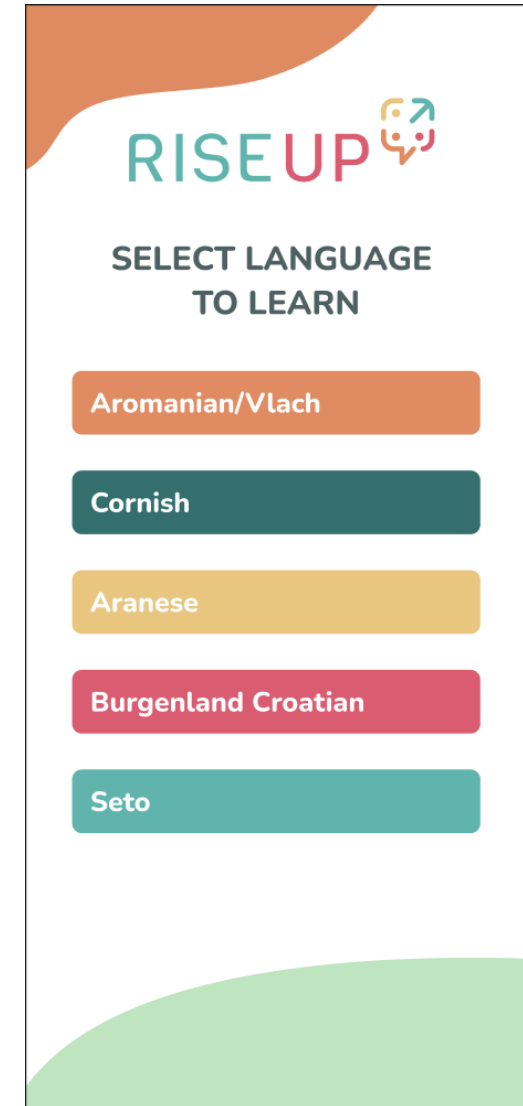 RISEUP
SELECT LANGUAGE
TO LEARN
Aromanian/Vlach
Cornish
Aranese
Burgenland Croatian
Seto